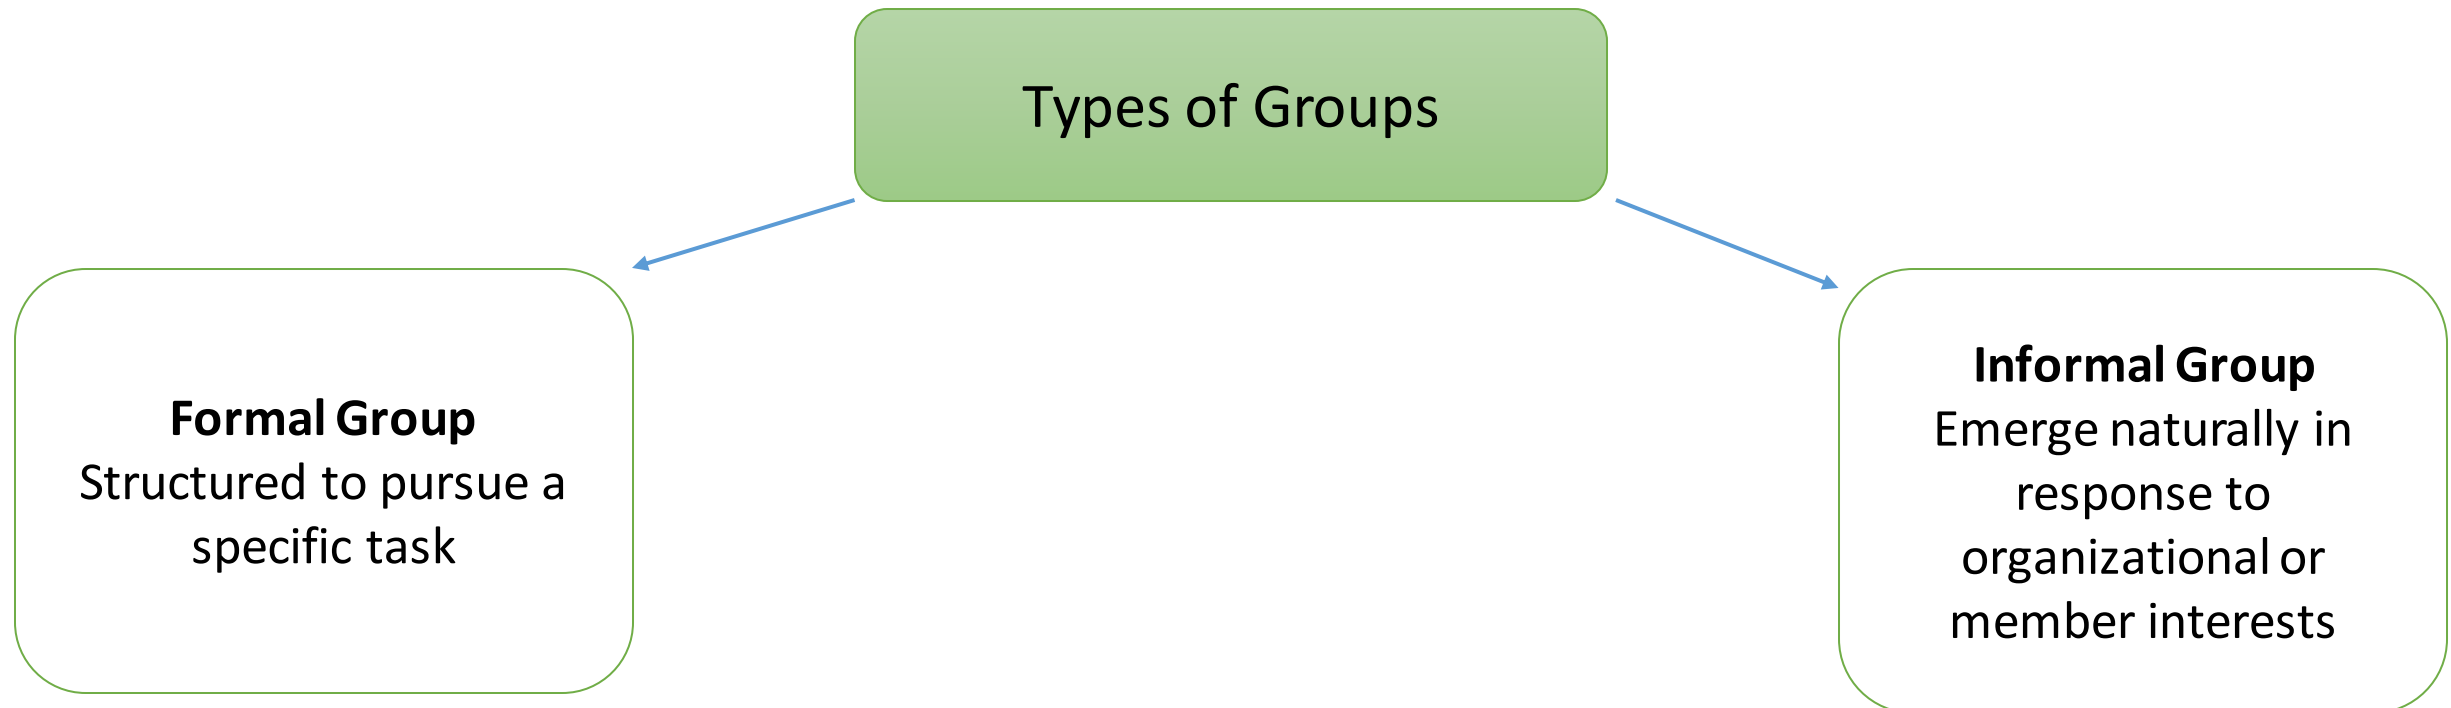 Types of Groups
Formal Group
Structured to pursue a
specific task
Informal Group
Emerge naturally in
response to
organizational or
member interests